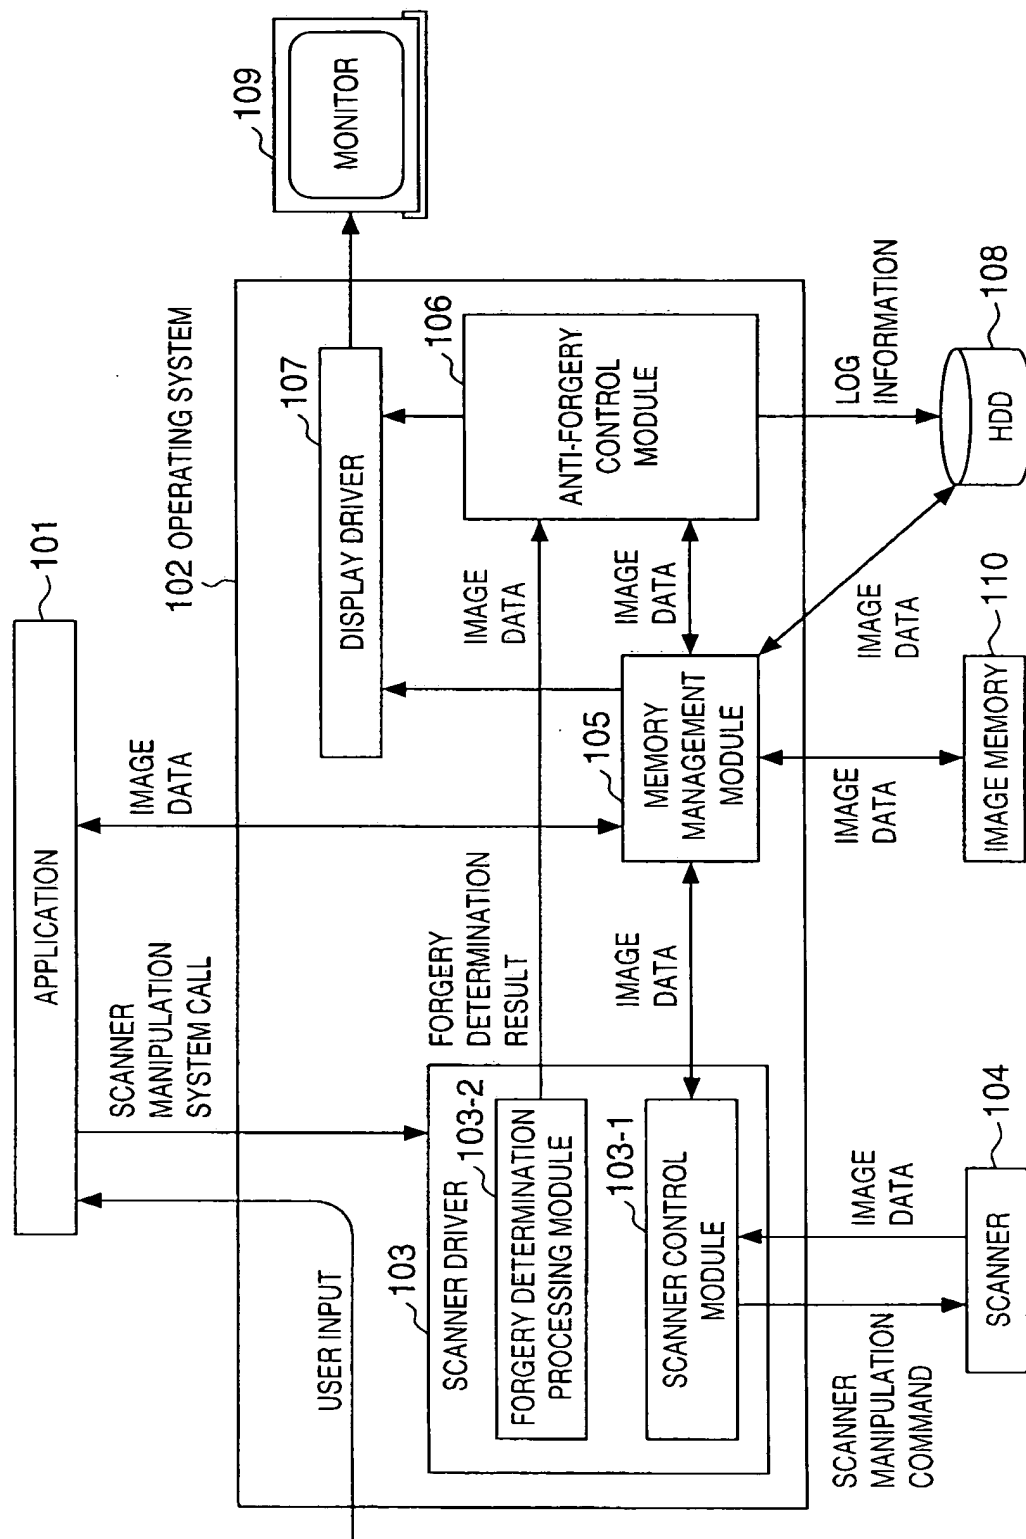 101
APPLICATION
USER INPUT
SCANNER
MANIPULATION
SYSTEM CALL
IMAGE
DATA
102 OPERATING SYSTEM
109
MONITOR
107
DISPLAY DRIVER
103
SCANNER DRIVER
103-2
FORGERY DETERMINATION
PROCESSING MODULE
FORGERY
DETERMINATION
RESULT
IMAGE
DATA
106
ANTI-FORGERY
CONTROL
MODULE
103-1
SCANNER CONTROL
MODULE
IMAGE
DATA
105
MEMORY
MANAGEMENT
MODULE
IMAGE
DATA
SCANNER
MANIPULATION
COMMAND
IMAGE
DATA
104
SCANNER
IMAGE
DATA
110
IMAGE MEMORY
IMAGE
DATA
LOG
INFORMATION
108
HDD